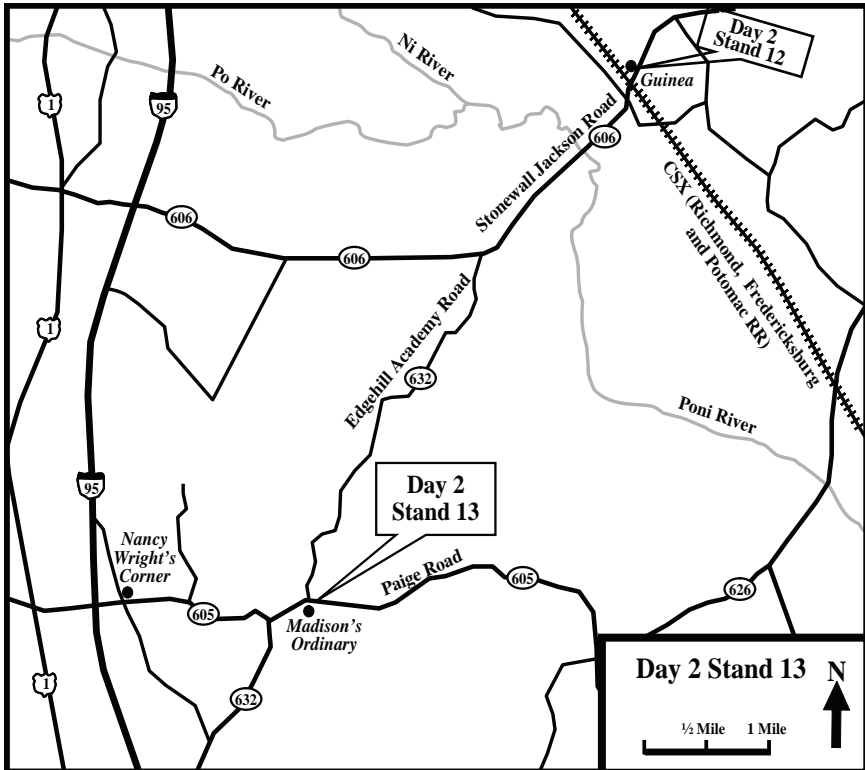 Day 2
Stand 12
Guinea
Ni River
Po River
1
95
Stonewall Jackson Road
606
CSX (Richmond, Fredericksburg
and Potomac RR)
606
606
1
Edgehill Academy Road
632
Poni River
95
Day 2
Stand 13
Nancy
Wright's
Corner
Paige Road
605
605
626
Madison's
Ordinary
1
632
Day 2 Stand 13
N
½ Mile
1 Mile